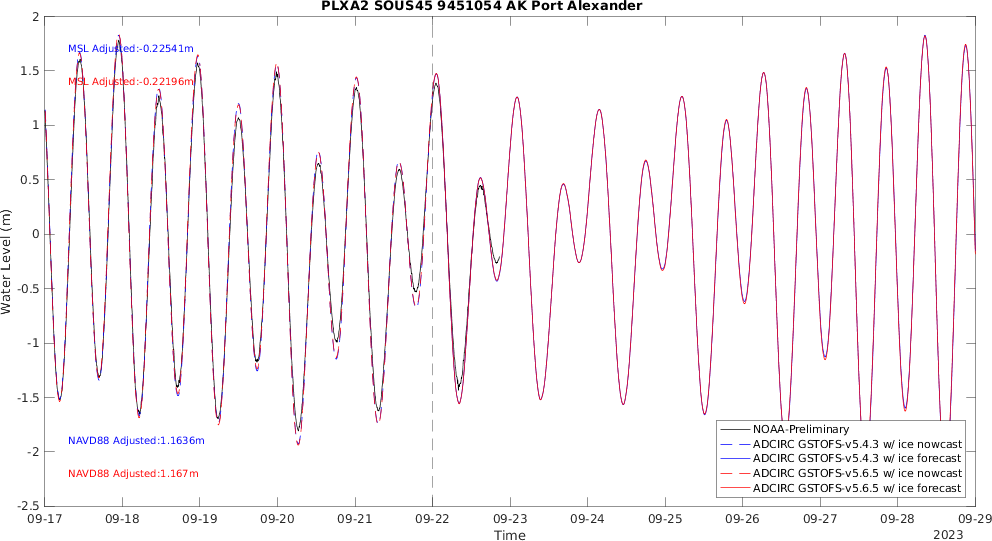 PLXA2 SOUS45 9451054 AK Port Alexander
2
1.5
1
0.5
0
-0.5
-1
-1.5
-2
-2.5
Water Level (m)
MSL Adjusted:-0.22541m
MSL Adjusted:-0.22196m
NAVD88 Adjusted:1.1636m
NAVD88 Adjusted:1.167m
NOAA-Preliminary
ADCIRC GSTOFS-v5.4.3 w/ ice nowcast
ADCIRC GSTOFS-v5.4.3 w/ ice forecast
ADCIRC GSTOFS-v5.6.5 w/ ice nowcast
ADCIRC GSTOFS-v5.6.5 w/ ice forecast
09-17 09-18 09-19 09-20 09-21 09-22 09-23 09-24 09-25 09-26 09-27 09-28 09-29
Time
2023